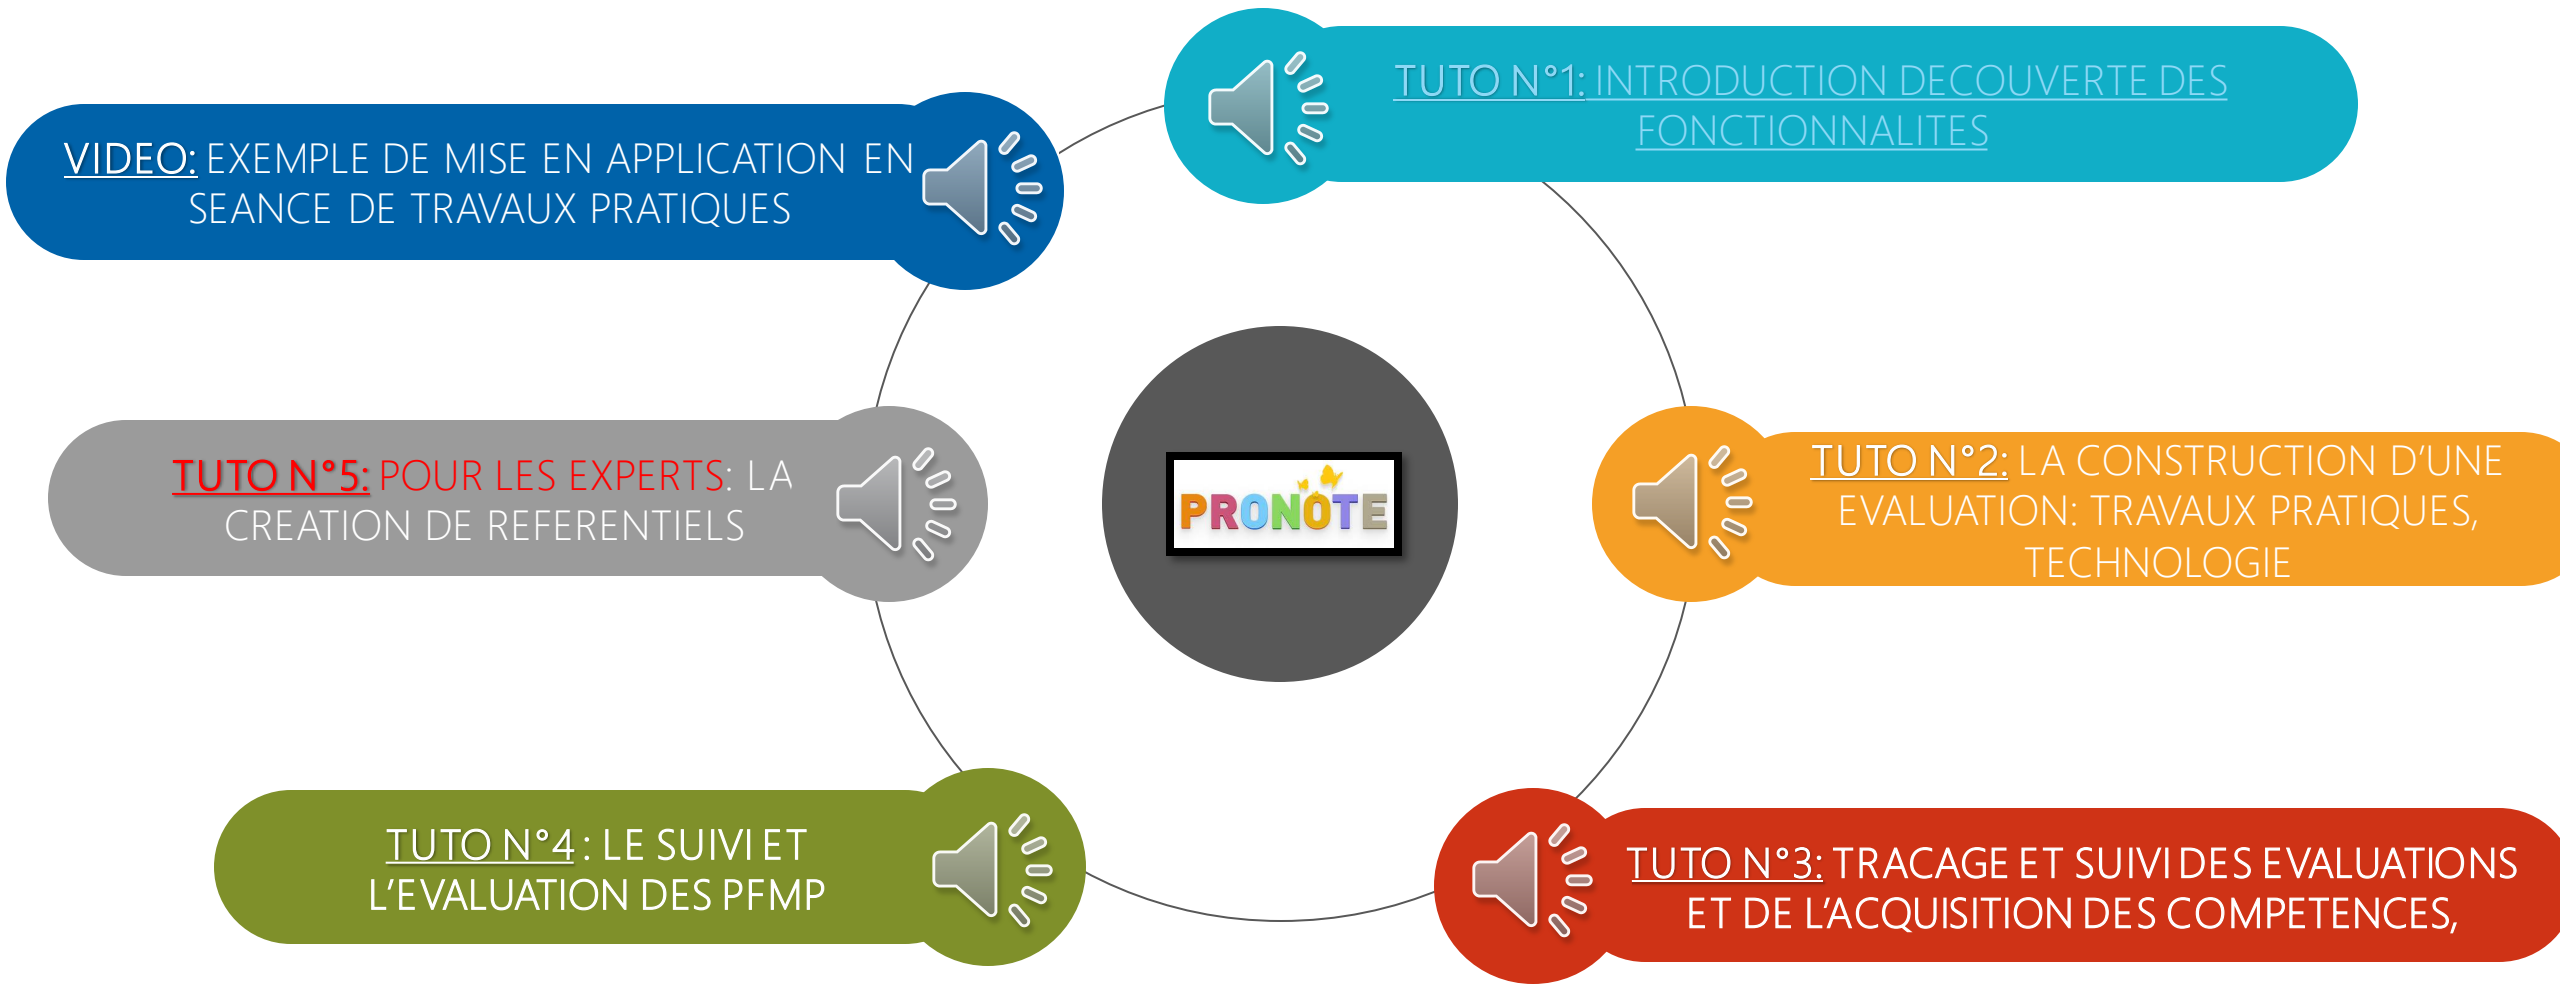 TUTO N°1: INTRODUCTION DECOUVERTE DES
FONCTIONNALITES
VIDEO: EXEMPLE DE MISE EN APPLICATION EN
SEANCE DE TRAVAUX PRATIQUES
TUTO N°5: POUR LES EXPERTS: LA
CREATION DE REFERENTIELS
PRONOTE
TUTO N°2: LA CONSTRUCTION D'UNE
EVALUATION: TRAVAUX PRATIQUES,
TECHNOLOGIE
TUTO N°4 : LE SUIVI ET
L'EVALUATION DES PFMP
TUTO N°3: TRACAGE ET SUIVI DES EVALUATIONS
ET DE L'ACQUISITION DES COMPETENCES,